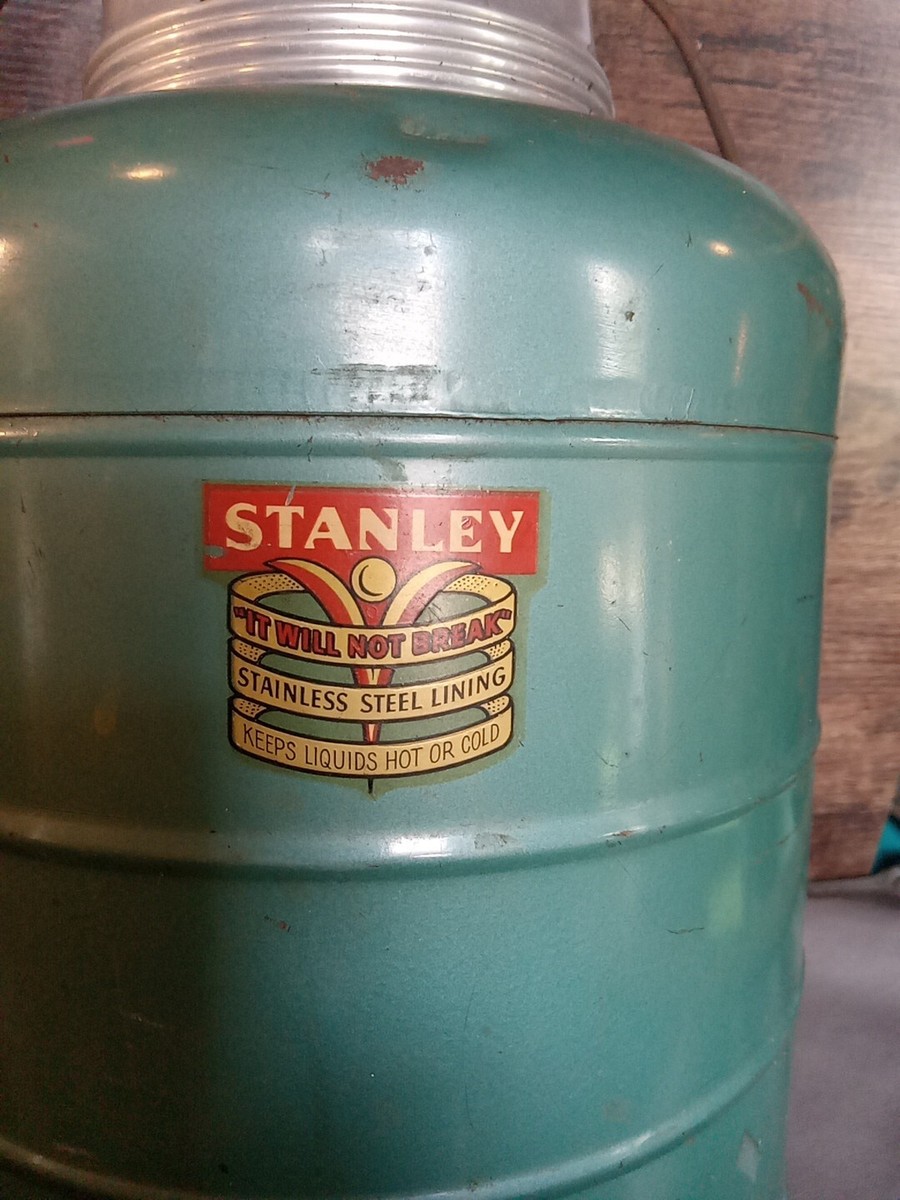 STANLEY
"IT WILL NOT BREAK"
STAINLESS STEEL LINING
KEEPS LIQUIDS HOT OR COLD